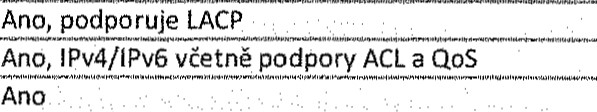 Ano, podporuje LACP
Ano, IPv4/IPv6 včetně podpory ACL a QoS
Ano